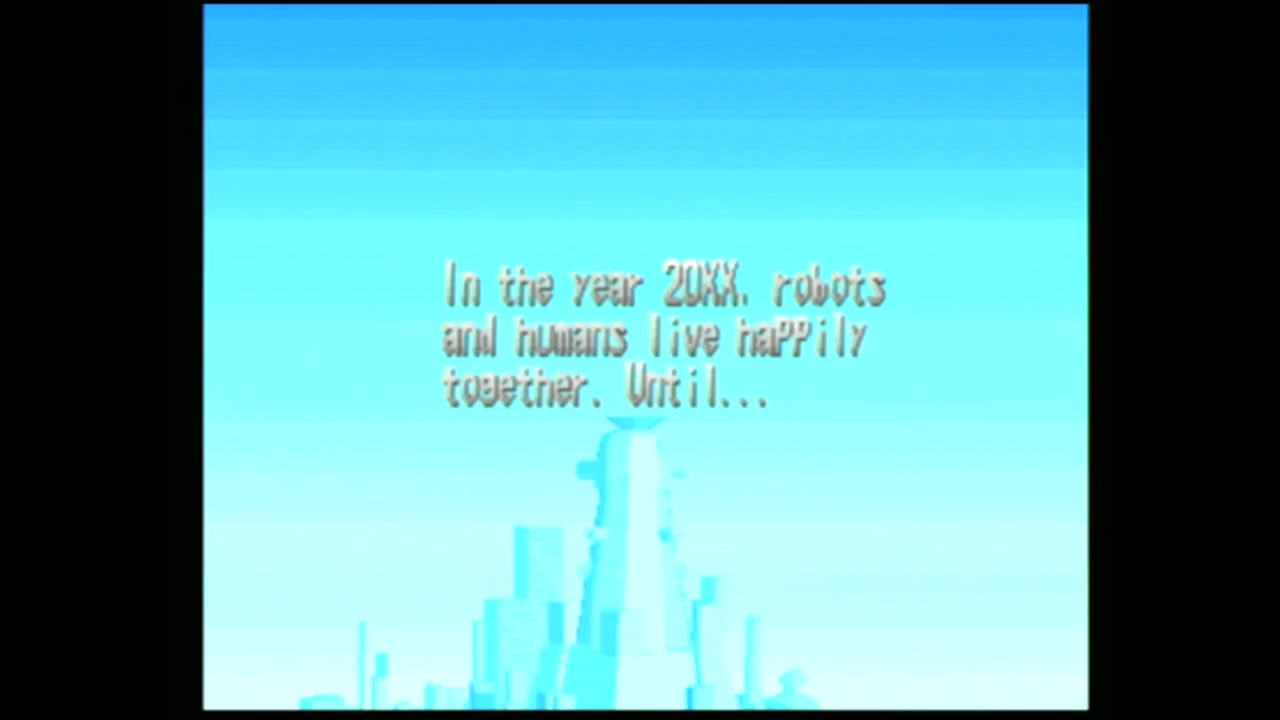 In the year 20XX, robots
and humans live happily
together. Until...